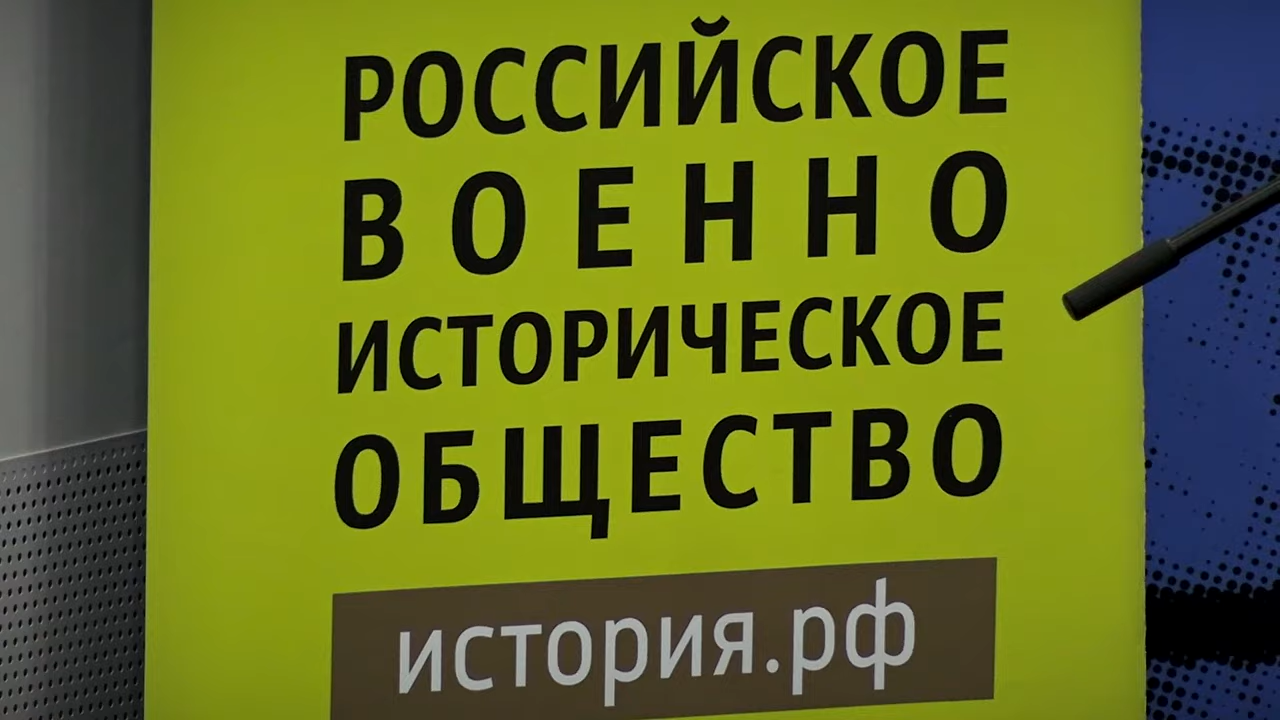 РОССИЙСКОЕ
ВОЕННО
ИСТОРИЧЕСКОЕ
ОБЩЕСТВО
история.рф